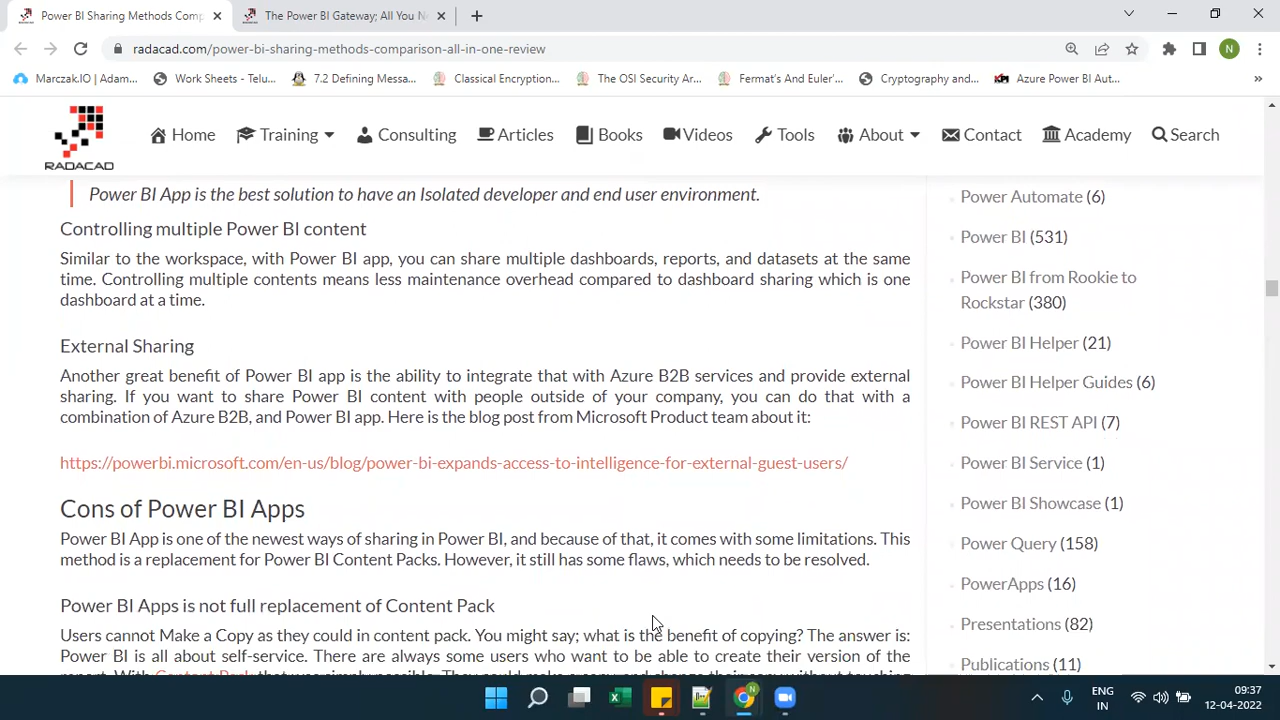 Power BI Sharing Methods Comp
The Power BI Gateway; All You N
radacad.com/power-bi-sharing-methods-comparison-all-in-one-review
N
Marczak.IO | Adam...
Work Sheets - Telu...
7.2 Defining Messa...
Classical Encryption...
The OSI Security Ar...
Fermat's And Euler'...
Cryptography and...
Azure Power BI Aut...
»
RADACAD
Home
Training
Consulting
Articles
Books
Videos
Tools
About
Contact
Academy
Search
Power BI App is the best solution to have an Isolated developer and end user environment.
Controlling multiple Power BI content
Similar to the workspace, with Power BI app, you can share multiple dashboards, reports, and datasets at the same
time. Controlling multiple contents means less maintenance overhead compared to dashboard sharing which is one
dashboard at a time.
External Sharing
Another great benefit of Power BI app is the ability to integrate that with Azure B2B services and provide external
sharing. If you want to share Power BI content with people outside of your company, you can do that with a
combination of Azure B2B, and Power BI app. Here is the blog post from Microsoft Product team about it:
https://powerbi.microsoft.com/en-us/blog/power-bi-expands-access-to-intelligence-for-external-guest-users/
Cons of Power BI Apps
Power BI App is one of the newest ways of sharing in Power BI, and because of that, it comes with some limitations. This
method is a replacement for Power BI Content Packs. However, it still has some flaws, which needs to be resolved.
Power BI Apps is not full replacement of Content Pack
Users cannot Make a Copy as they could in content pack. You might say; what is the benefit of copying? The answer is:
Power BI is all about self-service. There are always some users who want to be able to create their version of the
Power Automate (6)
Power BI (531)
Power BI from Rookie to
Rockstar (380)
Power BI Helper (21)
Power BI Helper Guides (6)
Power BI REST API (7)
Power BI Service (1)
Power BI Showcase (1)
Power Query (158)
PowerApps (16)
Presentations (82)
Publications (11)
ENG
IN
09:37
12-04-2022